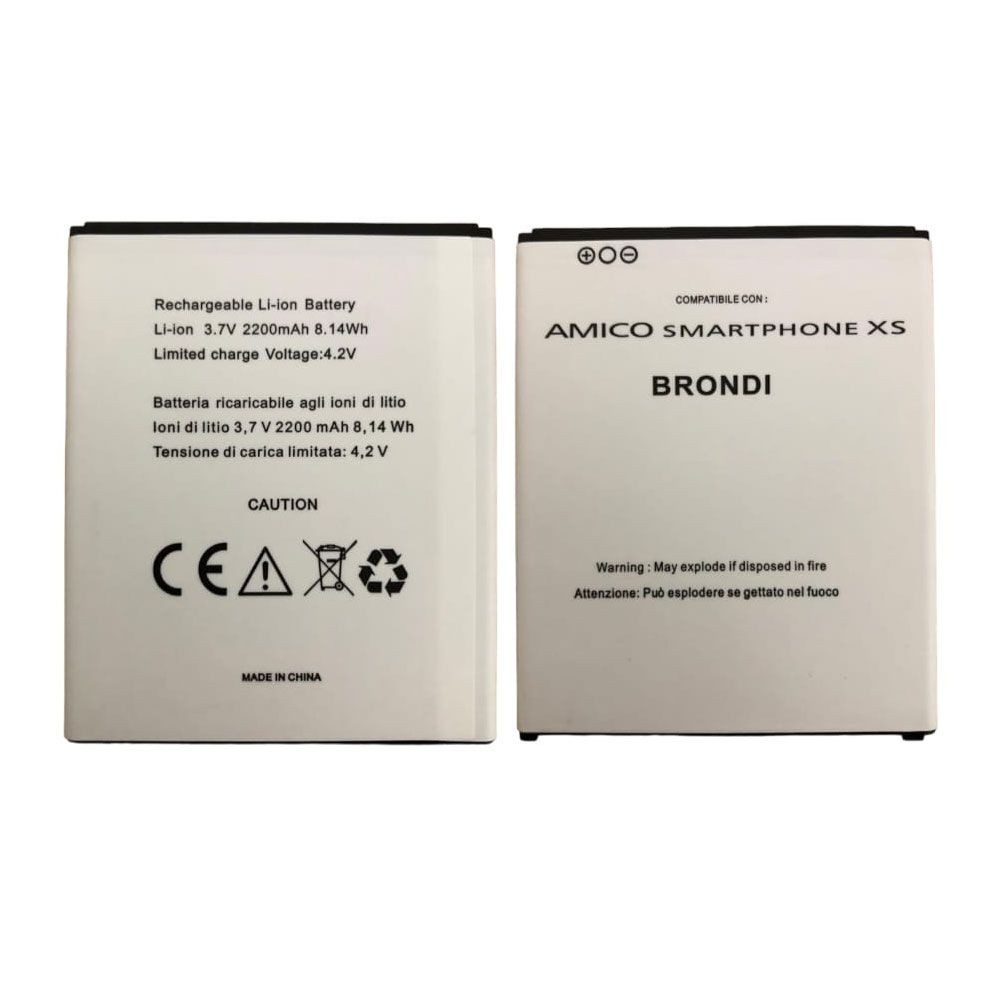 Rechargeable Li-ion Battery
Li-ion 3.7V 2200mAh 8.14Wh
Limited charge Voltage:4.2V
Batteria ricaricabile agli ioni di litio
Ioni di litio 3,7 V 2200 mAh 8,14 Wh
Tensione di carica limitata: 4,2 V
CAUTION
CE
MADE IN CHINA
COMPATIBILE CON :
AMICO SMARTPHONE XS
BRONDI
Warning : May explode if disposed in fire
Attenzione: Può esplodere se gettato nel fuoco